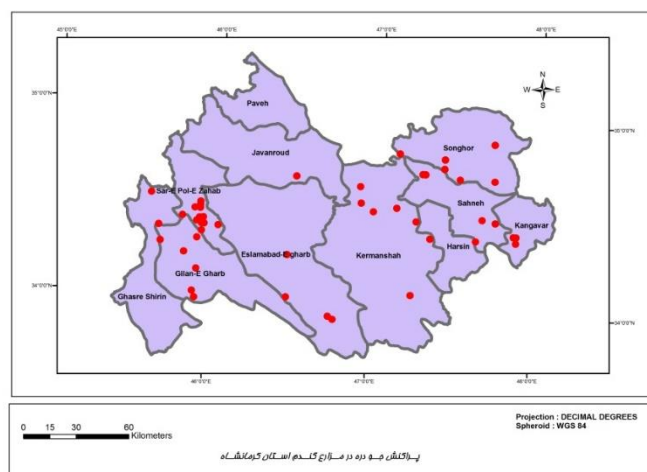 45°0'0"E 46°0'0"E 47°0'0"E 48°0'0"E
N
W E
S
35°0'0"N
35°0'0"N
Paveh
Songhor
Javanroud
Sar-E Pol-E Zahab
Sahneh
Kangavar
Harsin
Kermanshah
Gilan-E Gharb
Ghasre Shirin
34°0'0"N
34°0'0"N
46°0'0"E 47°0'0"E 48°0'0"E
Projection : DECIMAL DEGREES
Spheroid : WGS 84
0 15 30 60
Kilometers
پراکنش جو دره در مزارع گندم استان کرمانشاه